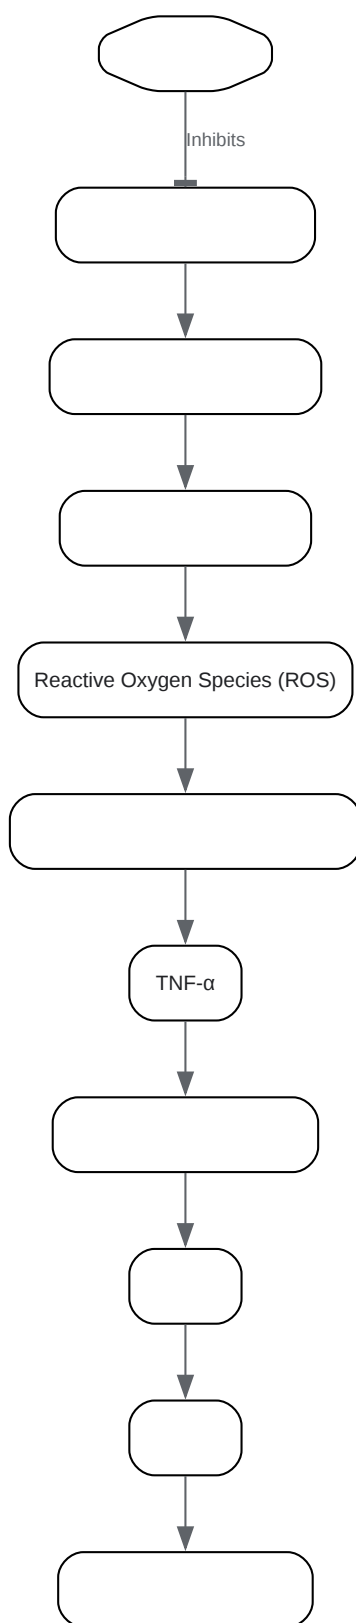 Inhibits
Reactive Oxygen Species (ROS)
TNF-α